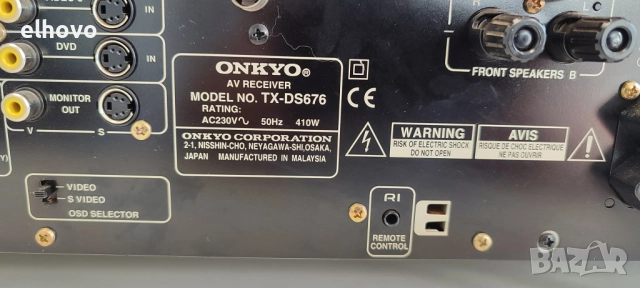 elhovo
IN
DVD
IN
MONITOR
OUT
V
S
ONKYO®
AV RECEIVER
MODEL NO. TX-DS676
RATING:
AC230V 50Hz 410W
ONKYO CORPORATION
2-1, NISSHIN-CHO, NEYAGAWA-SHI,OSAKA,
JAPAN MANUFACTURED IN MALAYSIA
L
FRONT SPEAKERS B
WARNING
RISK OF ELECTRIC SHOCK
DO NOT OPEN
AVIS
RISQUE DE CHOC ELECTRIQUE
NE PAS OUVRIR
VIDEO
S VIDEO
OSD SELECTOR
RI
REMOTE
CONTROL
BAZAR